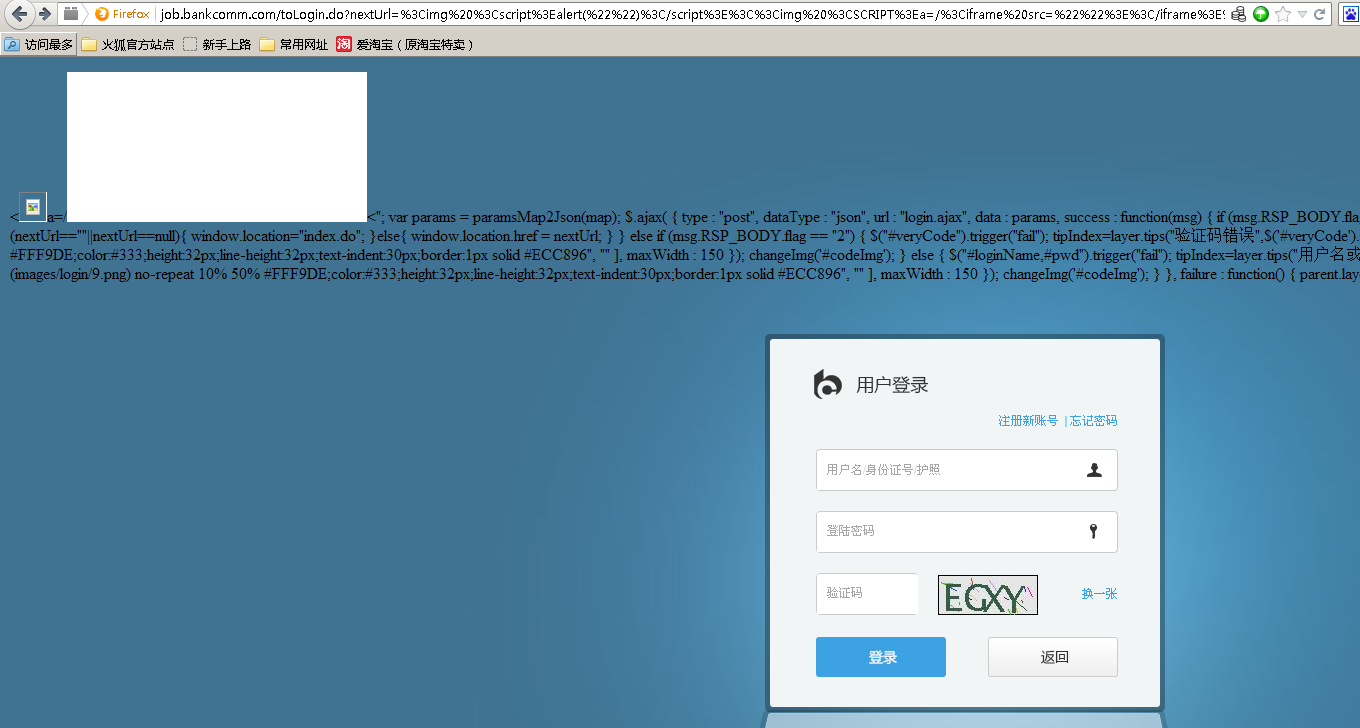 Firefox job.bankcomm.com/toLogin.do?nextUrl=%3Cimg%20%3Cscript%3Ealert(%22%22)%3C/script%3E%3C%3Cimg%20%3CSCRIPT%3Ea=/%3Ciframe%20src=%22%22%3E%3C/iframe%3E%
访问最多 火狐官方站点 新手上路 常用网址 淘 爱淘宝（原淘宝特卖）
< a=/ <"; var params = paramsMap2Json(map); $.ajax( { type : "post", dataType : "json", url : "login.ajax", data : params, success : function(msg) { if (msg.RSP_BODY.fla
(nextUrl==""||nextUrl==null){ window.location="index.do"; }else{ window.location.href = nextUrl; } } else if (msg.RSP_BODY.flag == "2") { $("#veryCode").trigger("fail"); tipIndex=layer.tips("验证码错误",$("#veryCode").
#FFF9DE;color:#333;height:32px;line-height:32px;text-indent:30px;border:1px solid #ECC896", "" ], maxWidth : 150 }); changeImg('#codeImg'); } else { $("#loginName,#pwd").trigger("fail"); tipIndex=layer.tips("用户名或
(images/login/9.png) no-repeat 10% 50% #FFF9DE;color:#333;height:32px;line-height:32px;text-indent:30px;border:1px solid #ECC896", "" ], maxWidth : 150 }); changeImg('#codeImg'); } }, failure : function() { parent.laye
用户登录
注册新账号 | 忘记密码
用户名/身份证号/护照
登陆密码
验证码 EGXY 换一张
登录 返回